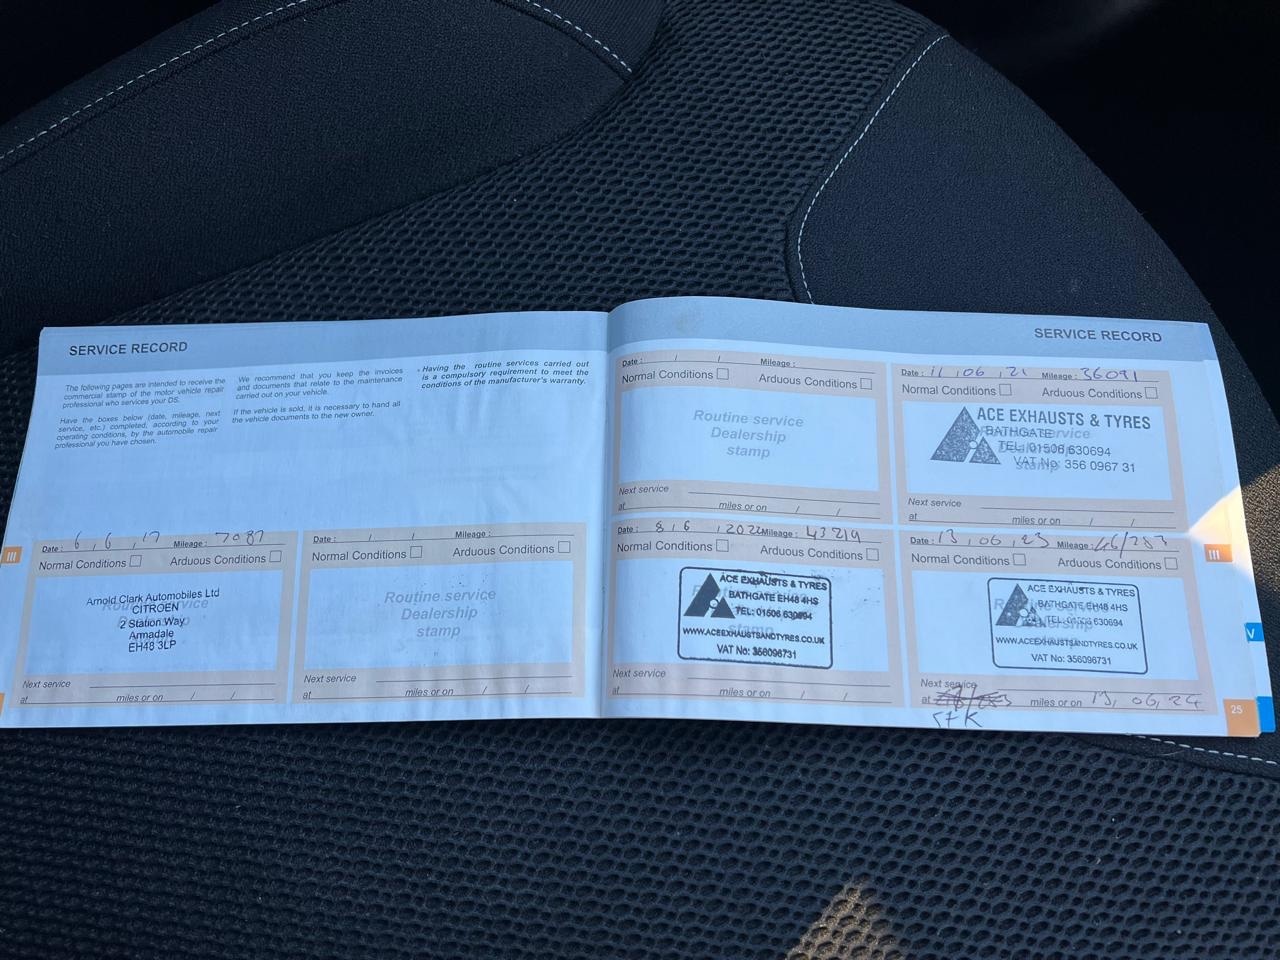 SERVICE RECORD
The following pages are intended to receive the
commercial stamp of the motor vehicle repair
professional who services your DS.
Have the boxes below (date, mileage, next
service, etc.) completed, according to your
operating conditions, by the automobile repair
professional you have chosen.
We recommend that you keep the invoices
and documents that relate to the maintenance
carried out on your vehicle.
If the vehicle is sold, it is necessary to hand all
the vehicle documents to the new owner.
• Having the routine services carried out
is a compulsory requirement to meet the
conditions of the manufacturer's warranty.
III
Date : 6 , 6 , 17 Mileage : 7087
Normal Conditions Arduous Conditions
Arnold Clark Automobiles Ltd
CITROEN
2 Station Way
Armadale
EH48 3LP
Next service
at miles or on / /
Date : / / Mileage :
Normal Conditions Arduous Conditions
Routine service
Dealership
stamp
Next service
at miles or on / /
SERVICE RECORD
Date : / / Mileage :
Normal Conditions Arduous Conditions
Routine service
Dealership
stamp
Next service
at miles or on / /
Date : 11 , 06 , 21 Mileage : 36091
Normal Conditions Arduous Conditions
ACE EXHAUSTS & TYRES
BATHGATE
TEL: 01506 630694
VAT No: 356 0967 31
Next service
at miles or on / /
Date : 8 , 6 , 2022 Mileage : 43219
Normal Conditions Arduous Conditions
ACE EXHAUSTS & TYRES
BATHGATE EH48 4HS
TEL: 01506 630694
WWW.ACEEXHAUSTSANDTYRES.CO.UK
VAT No: 356096731
Next service
at miles or on / /
Date : 13 , 06 , 23 Mileage : 46/283
Normal Conditions Arduous Conditions
ACE EXHAUSTS & TYRES
BATHGATE EH48 4HS
TEL: 01506 630694
WWW.ACEEXHAUSTSANDTYRES.CO.UK
VAT No: 356096731
Next service
at miles or on 13, 06, 24
III
V
25